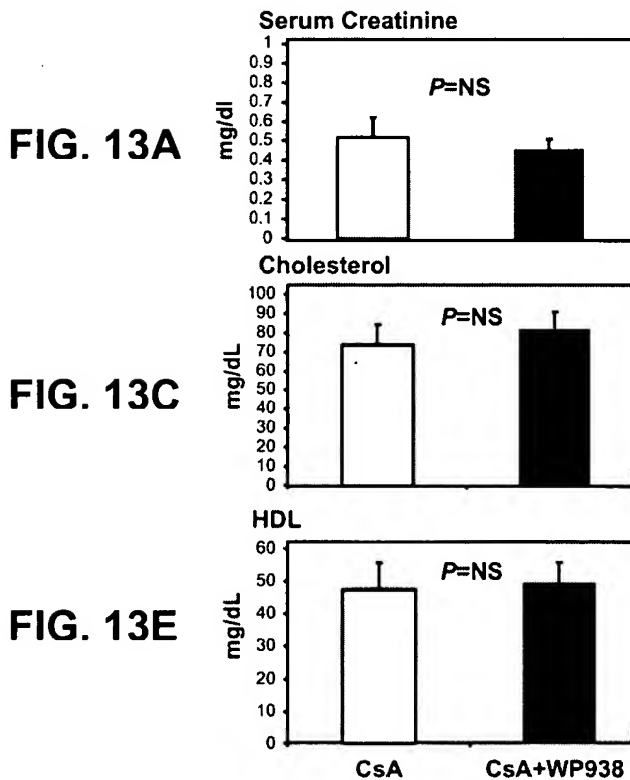 Serum Creatinine
FIG. 13A
mg/dl
1
0.9
0.8
0.7
0.6
0.5
0.4
0.3
0.2
0.1
0
P=NS
Cholesterol
FIG. 13C
mg/dL
100
90
80
70
60
50
40
30
20
10
0
P=NS
HDL
FIG. 13E
mg/dL
60
50
40
30
20
10
0
P=NS
CsA
CsA+WP938